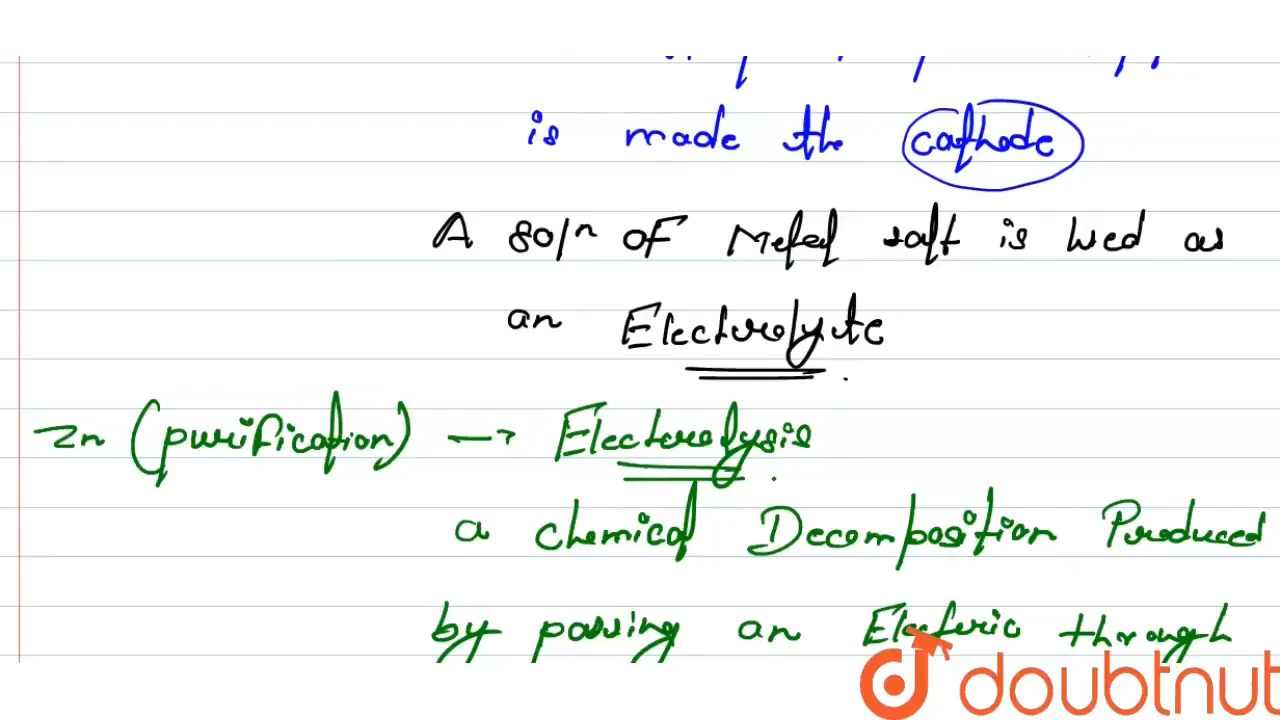 is made the cathode
A sol^n of Metal salt is used as
an Electrolyte.
Zn (purification) → Electrolysis.
a chemical Decomposition Produced
by passing an Electric through
doubtnut